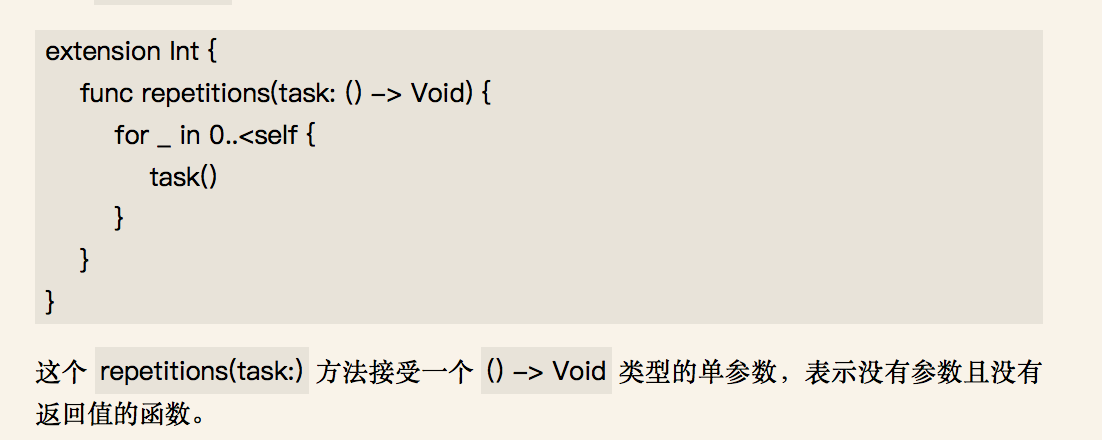 extension Int {
func repetitions(task: () -> Void) {
for _ in 0..<self {
task()
}
}
}
这个 repetitions(task:) 方法接受一个 () -> Void 类型的单参数，表示没有参数且没有
返回值的函数。